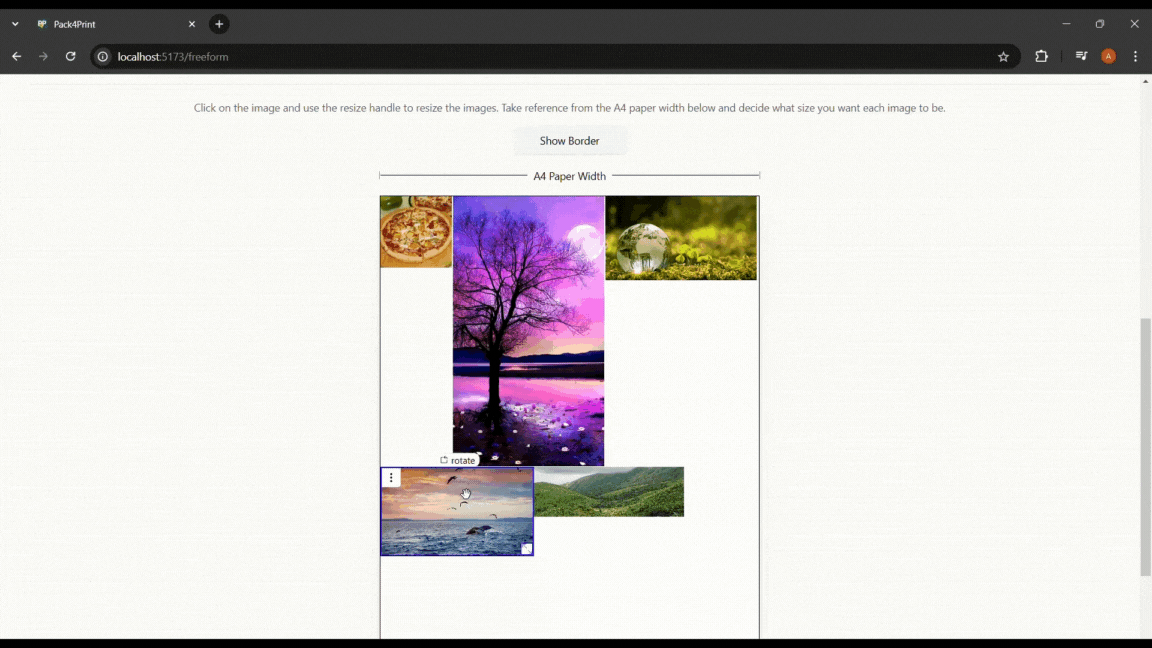 Pack4Print
localhost:5173/freeform
A
Click on the image and use the resize handle to resize the images. Take reference from the A4 paper width below and decide what size you want each image to be.
Show Border
A4 Paper Width
rotate